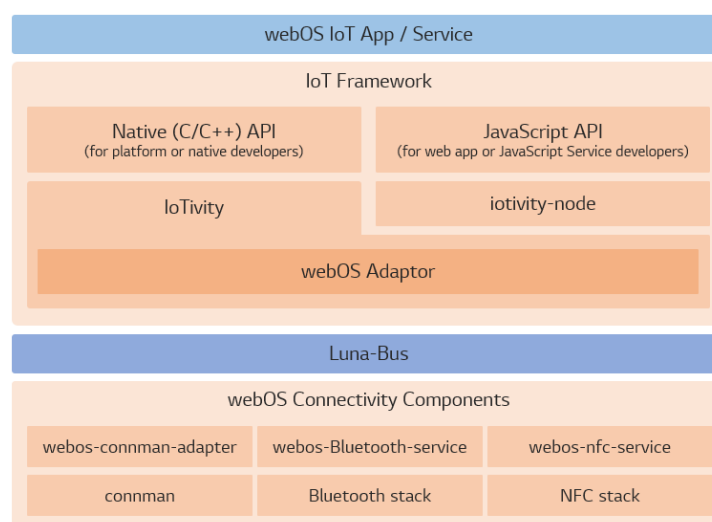 webOS IoT App / Service
IoT Framework
Native (C/C++) API
(for platform or native developers)
JavaScript API
(for web app or JavaScript Service developers)
IoTivity
iotivity-node
webOS Adaptor
Luna-Bus
webOS Connectivity Components
webos-connman-adapter
webos-Bluetooth-service
webos-nfc-service
connman
Bluetooth stack
NFC stack